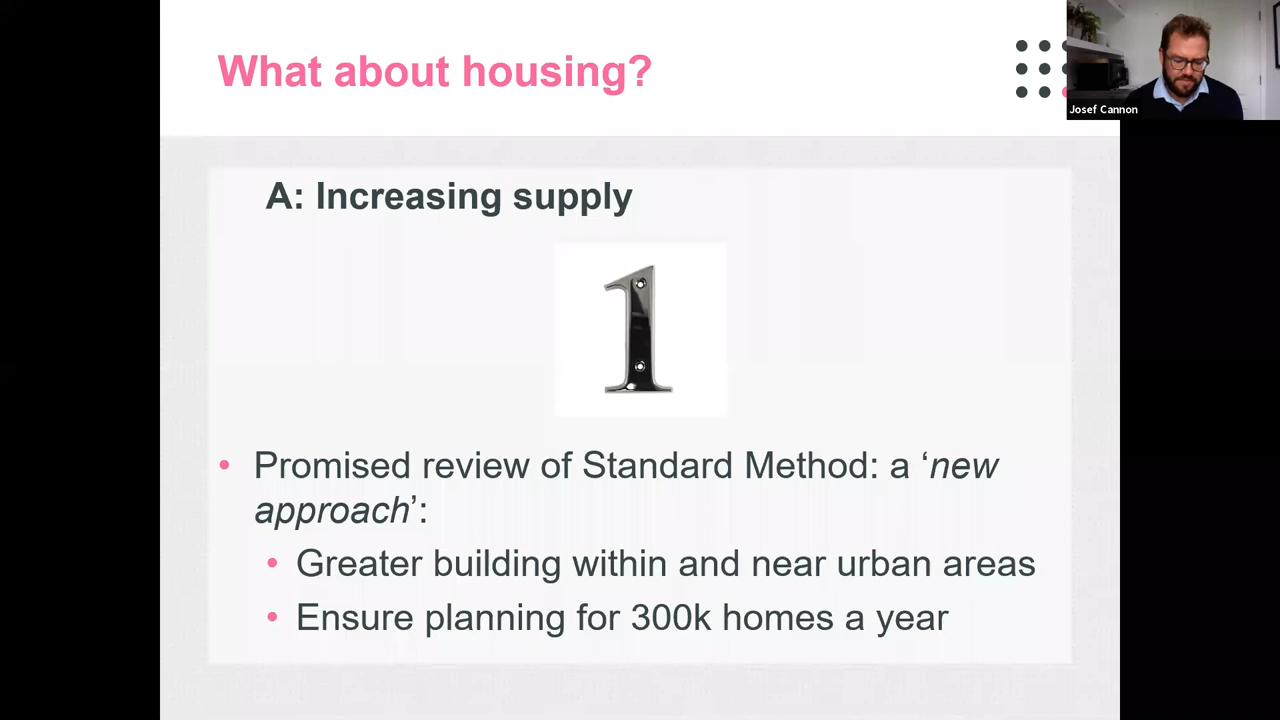 What about housing?
Josef Cannon
A: Increasing supply
1
• Promised review of Standard Method: a ‘new
approach’:
• Greater building within and near urban areas
• Ensure planning for 300k homes a year